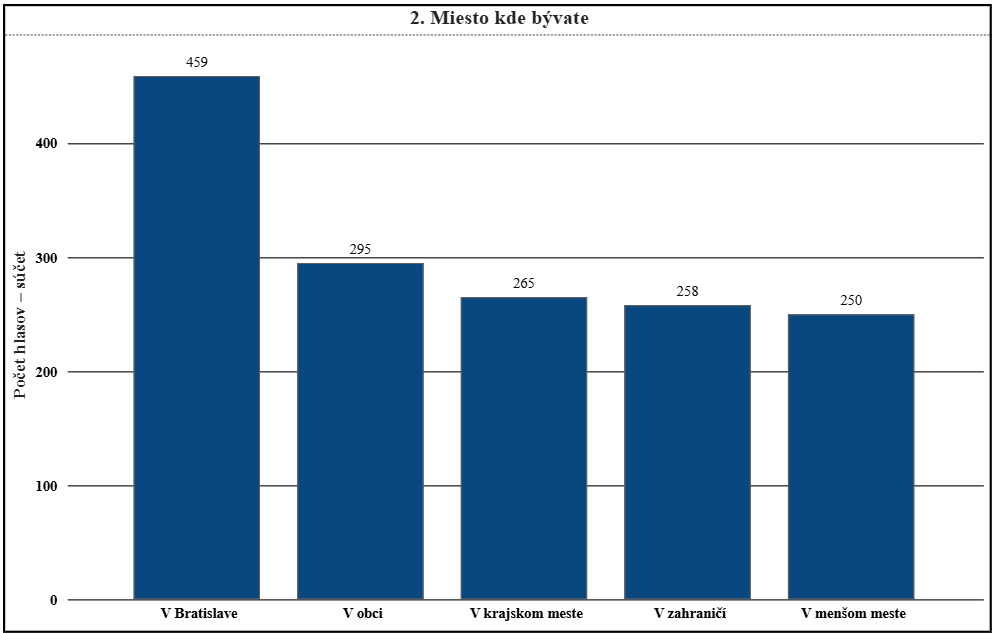 2. Miesto kde bývate
459
295
265
258
250
400
300
200
100
0
Počet hlasov – súčet
V Bratislave
V obci
V krajskom meste
V zahraničí
V menšom meste